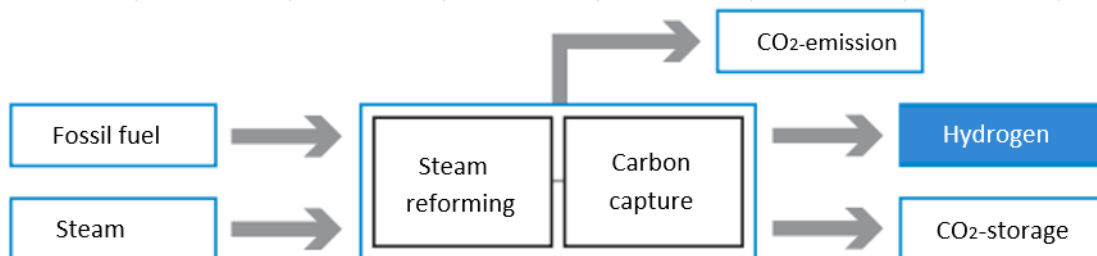 CO₂-emission
Fossil fuel
Steam
reforming
Carbon
capture
Hydrogen
Steam
CO₂-storage